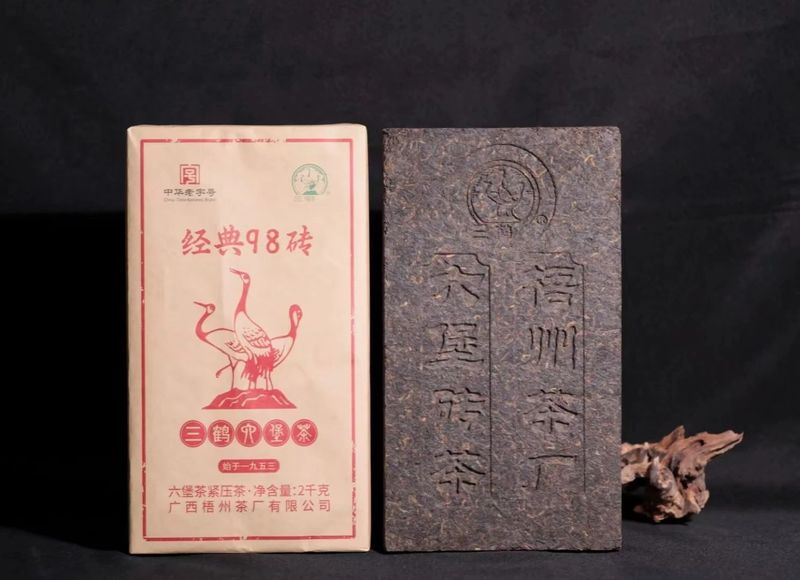 中华老字号
China Time-honored Brand
经典98砖
三鹤六堡茶
始于一九五三
六堡茶紧压茶·净含量:2千克
广西梧州茶厂有限公司
三鹤
梧州茶厂
六堡砖茶